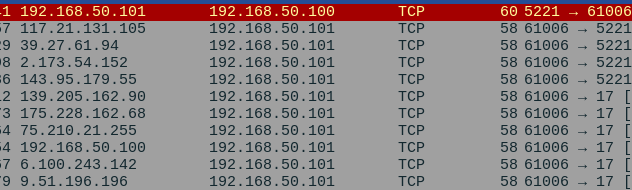 41 192.168.50.101 192.168.50.100 TCP 60 5221 → 61006
57 117.21.131.105 192.168.50.101 TCP 58 61006 → 5221
29 39.27.61.94 192.168.50.101 TCP 58 61006 → 5221
98 2.173.54.152 192.168.50.101 TCP 58 61006 → 5221
36 143.95.179.55 192.168.50.101 TCP 58 61006 → 5221
12 139.205.162.90 192.168.50.101 TCP 58 61006 → 17 [
73 175.228.162.68 192.168.50.101 TCP 58 61006 → 17 [
54 75.210.21.255 192.168.50.101 TCP 58 61006 → 17 [
54 192.168.50.100 192.168.50.101 TCP 58 61006 → 17 [
57 6.100.243.142 192.168.50.101 TCP 58 61006 → 17 [
79 9.51.196.196 192.168.50.101 TCP 58 61006 → 17 [